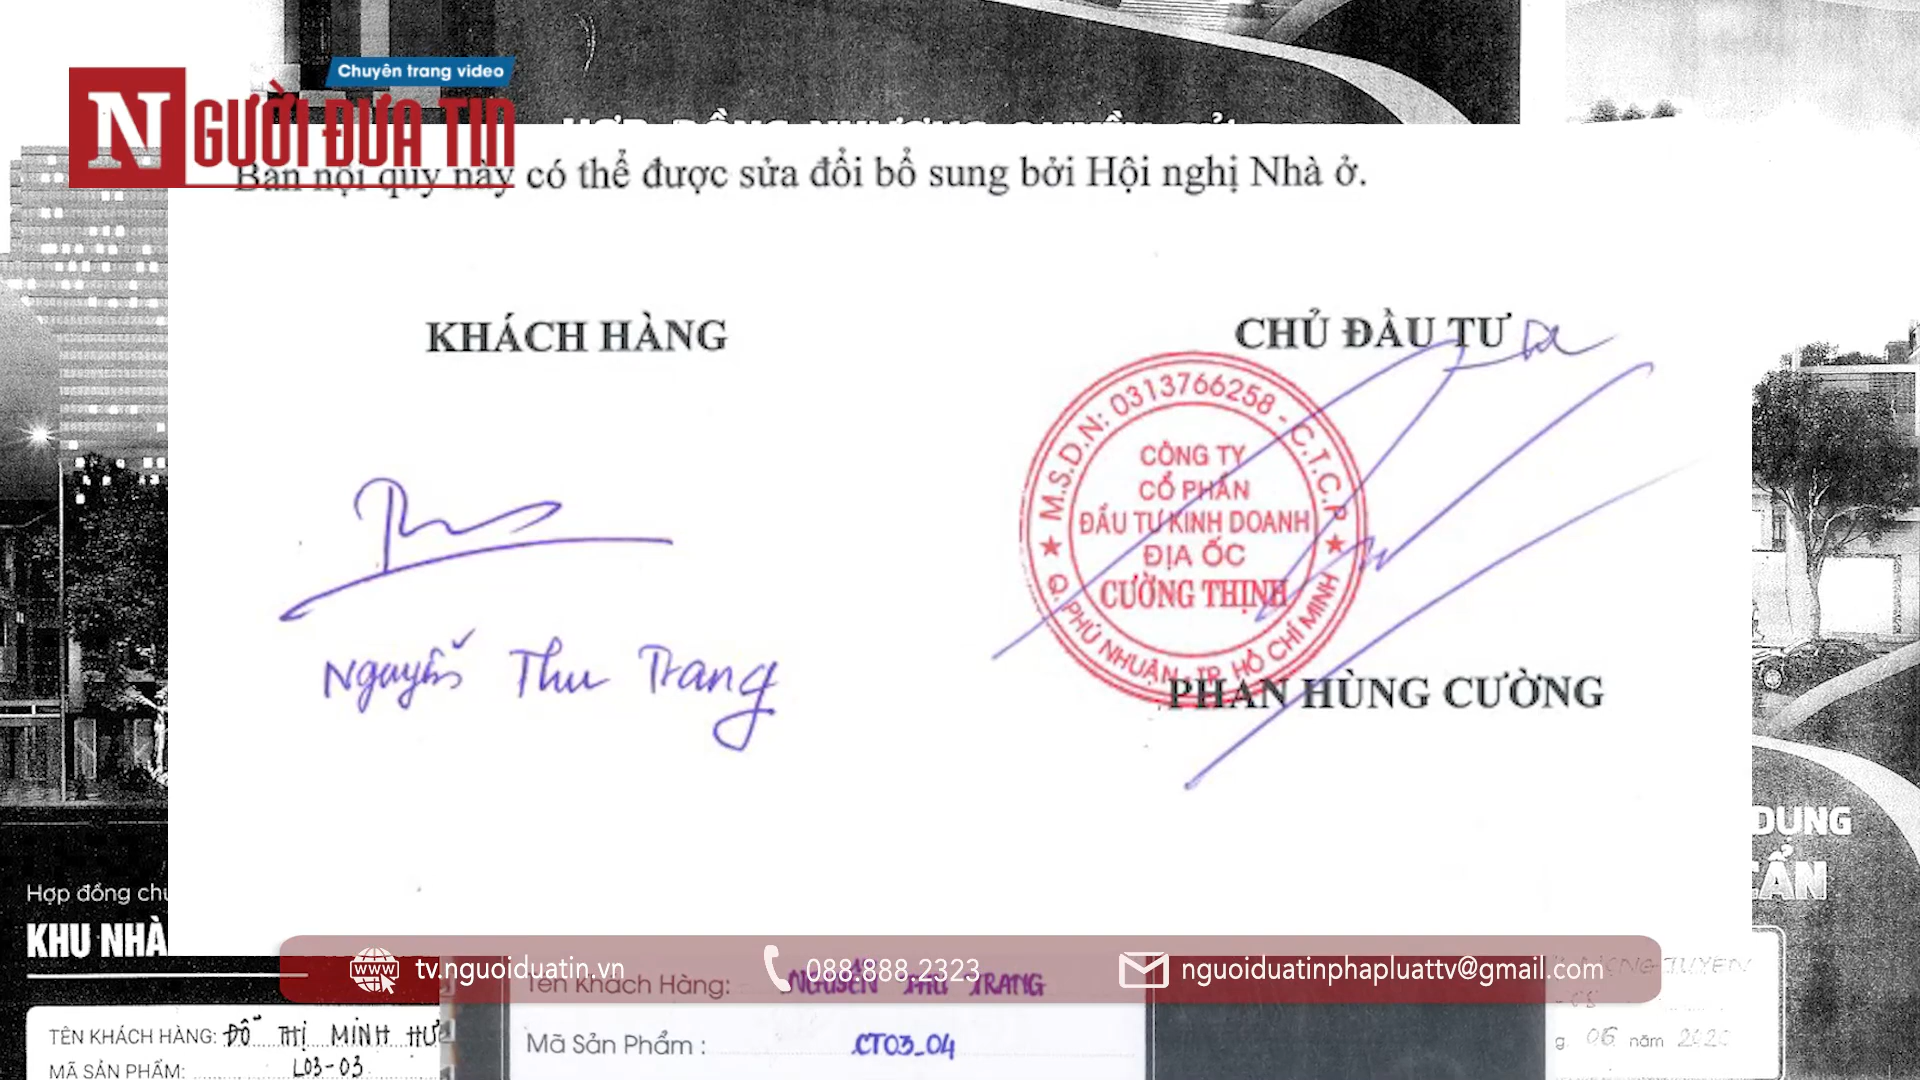 Chuyên trang video
NGƯỜI ĐƯA TIN
Bản nội quy này có thể được sửa đổi bổ sung bởi Hội nghị Nhà ở.
KHÁCH HÀNG
CHỦ ĐẦU TƯ
M.S.D.N: 0313766258 - C.T.C.P
CÔNG TY
CỔ PHẦN
ĐẦU TƯ KINH DOANH
ĐỊA ỐC
CƯỜNG THỊNH
Q. PHÚ NHUẬN - TP. HỒ CHÍ MINH
Nguyễn Thu Trang
PHAN HÙNG CƯỜNG
DỤNG
Hợp đồng
KHU NHÀ
tv.nguoiduatin.vn
088.888.2323
nguoiduatinphapluattv@gmail.com
Tên Khách Hàng: NGUYỄN THU TRANG
TÊN KHÁCH HÀNG: ĐỖ THỊ MINH
Mã Sản Phẩm : CT03_04
06 năm 2020
MÃ SẢN PHẨM: L03-03